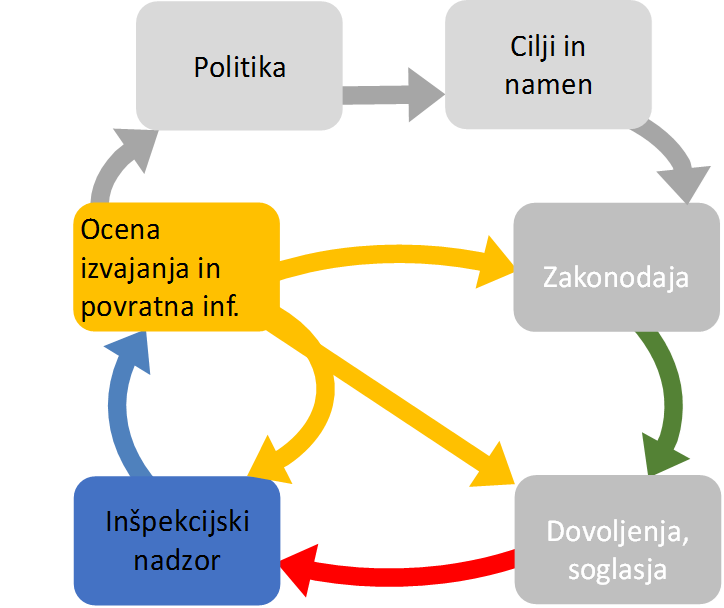 Politika
Cilji in
namen
Ocena
izvajanja in
povratna inf.
Zakonodaja
Inšpekcijski
nadzor
Dovoljenja,
soglasja